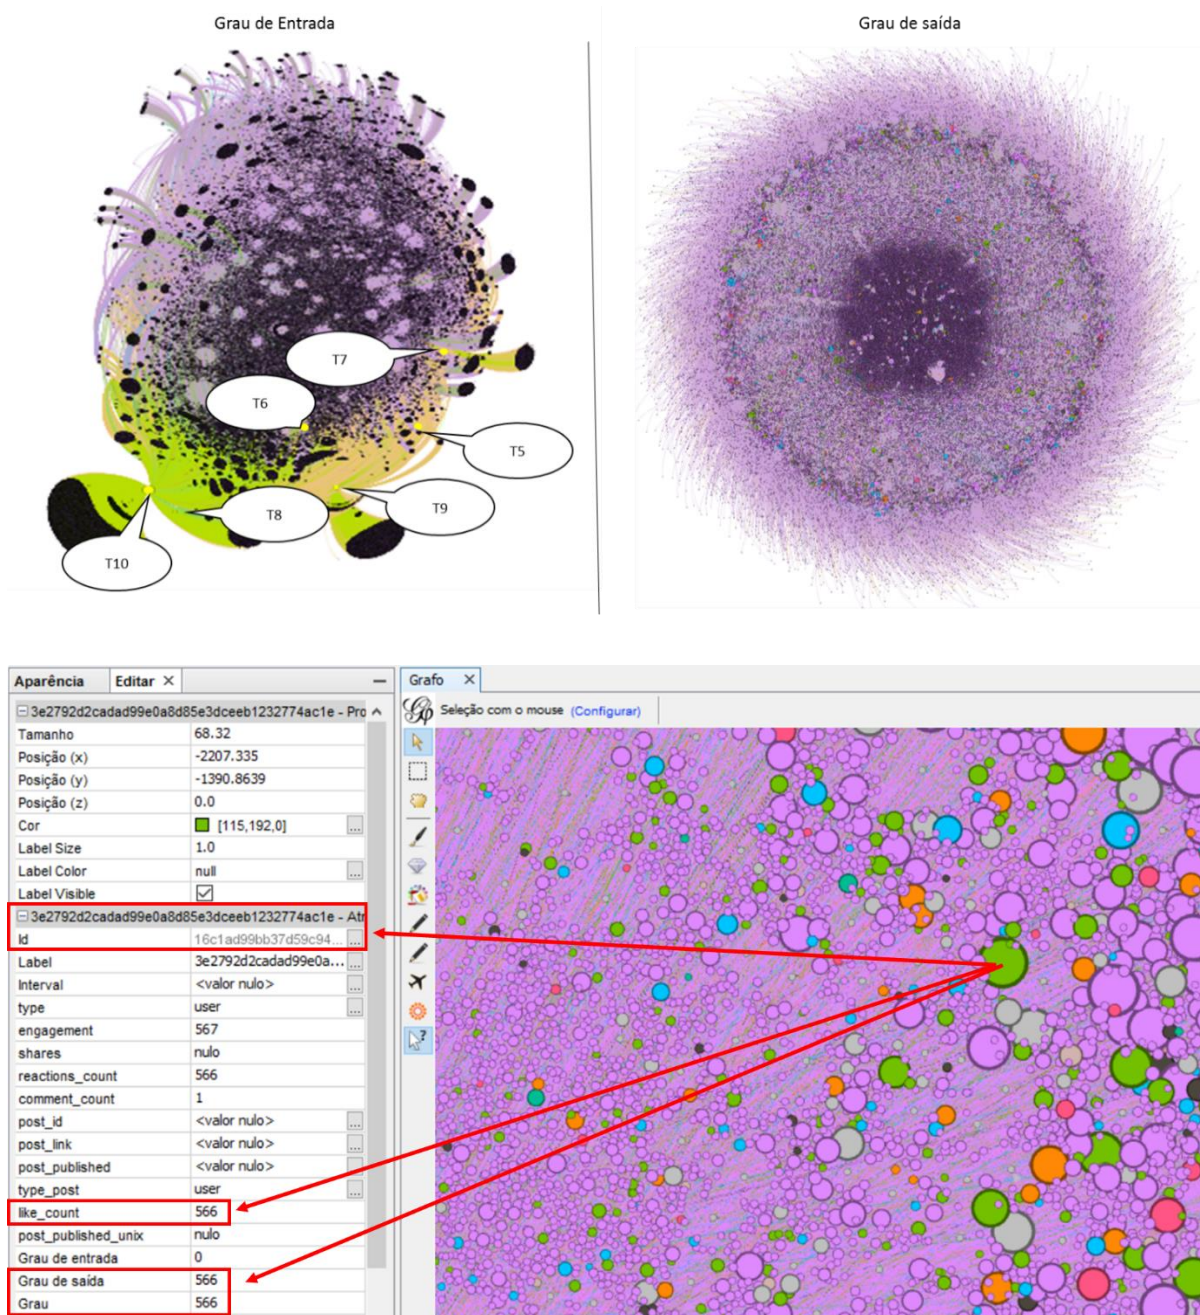 Grau de Entrada
Grau de saída
T7
T6
T5
T8
T9
T10
Aparência Editar
3e2792d2cadad99e0a8d85e3dceeb1232774ac1e - Pro
Tamanho 68.32
Posição (x) -2207.335
Posição (y) -1390.8639
Posição (z) 0.0
Cor [115,192,0] ...
Label Size 1.0
Label Color null ...
Label Visible
3e2792d2cadad99e0a8d85e3dceeb1232774ac1e - Atr
Id 16c1ad99bb37d59c94... ...
Label 3e2792d2cadad99e0a... ...
Interval <valor nulo> ...
type user ...
engagement 567
shares nulo
reactions_count 566
comment_count 1
post_id <valor nulo> ...
post_link <valor nulo> ...
post_published <valor nulo> ...
type_post user ...
like_count 566
post_published_unix nulo
Grau de entrada 0
Grau de saída 566
Grau 566
Grafo
Seleção com o mouse (Configurar)